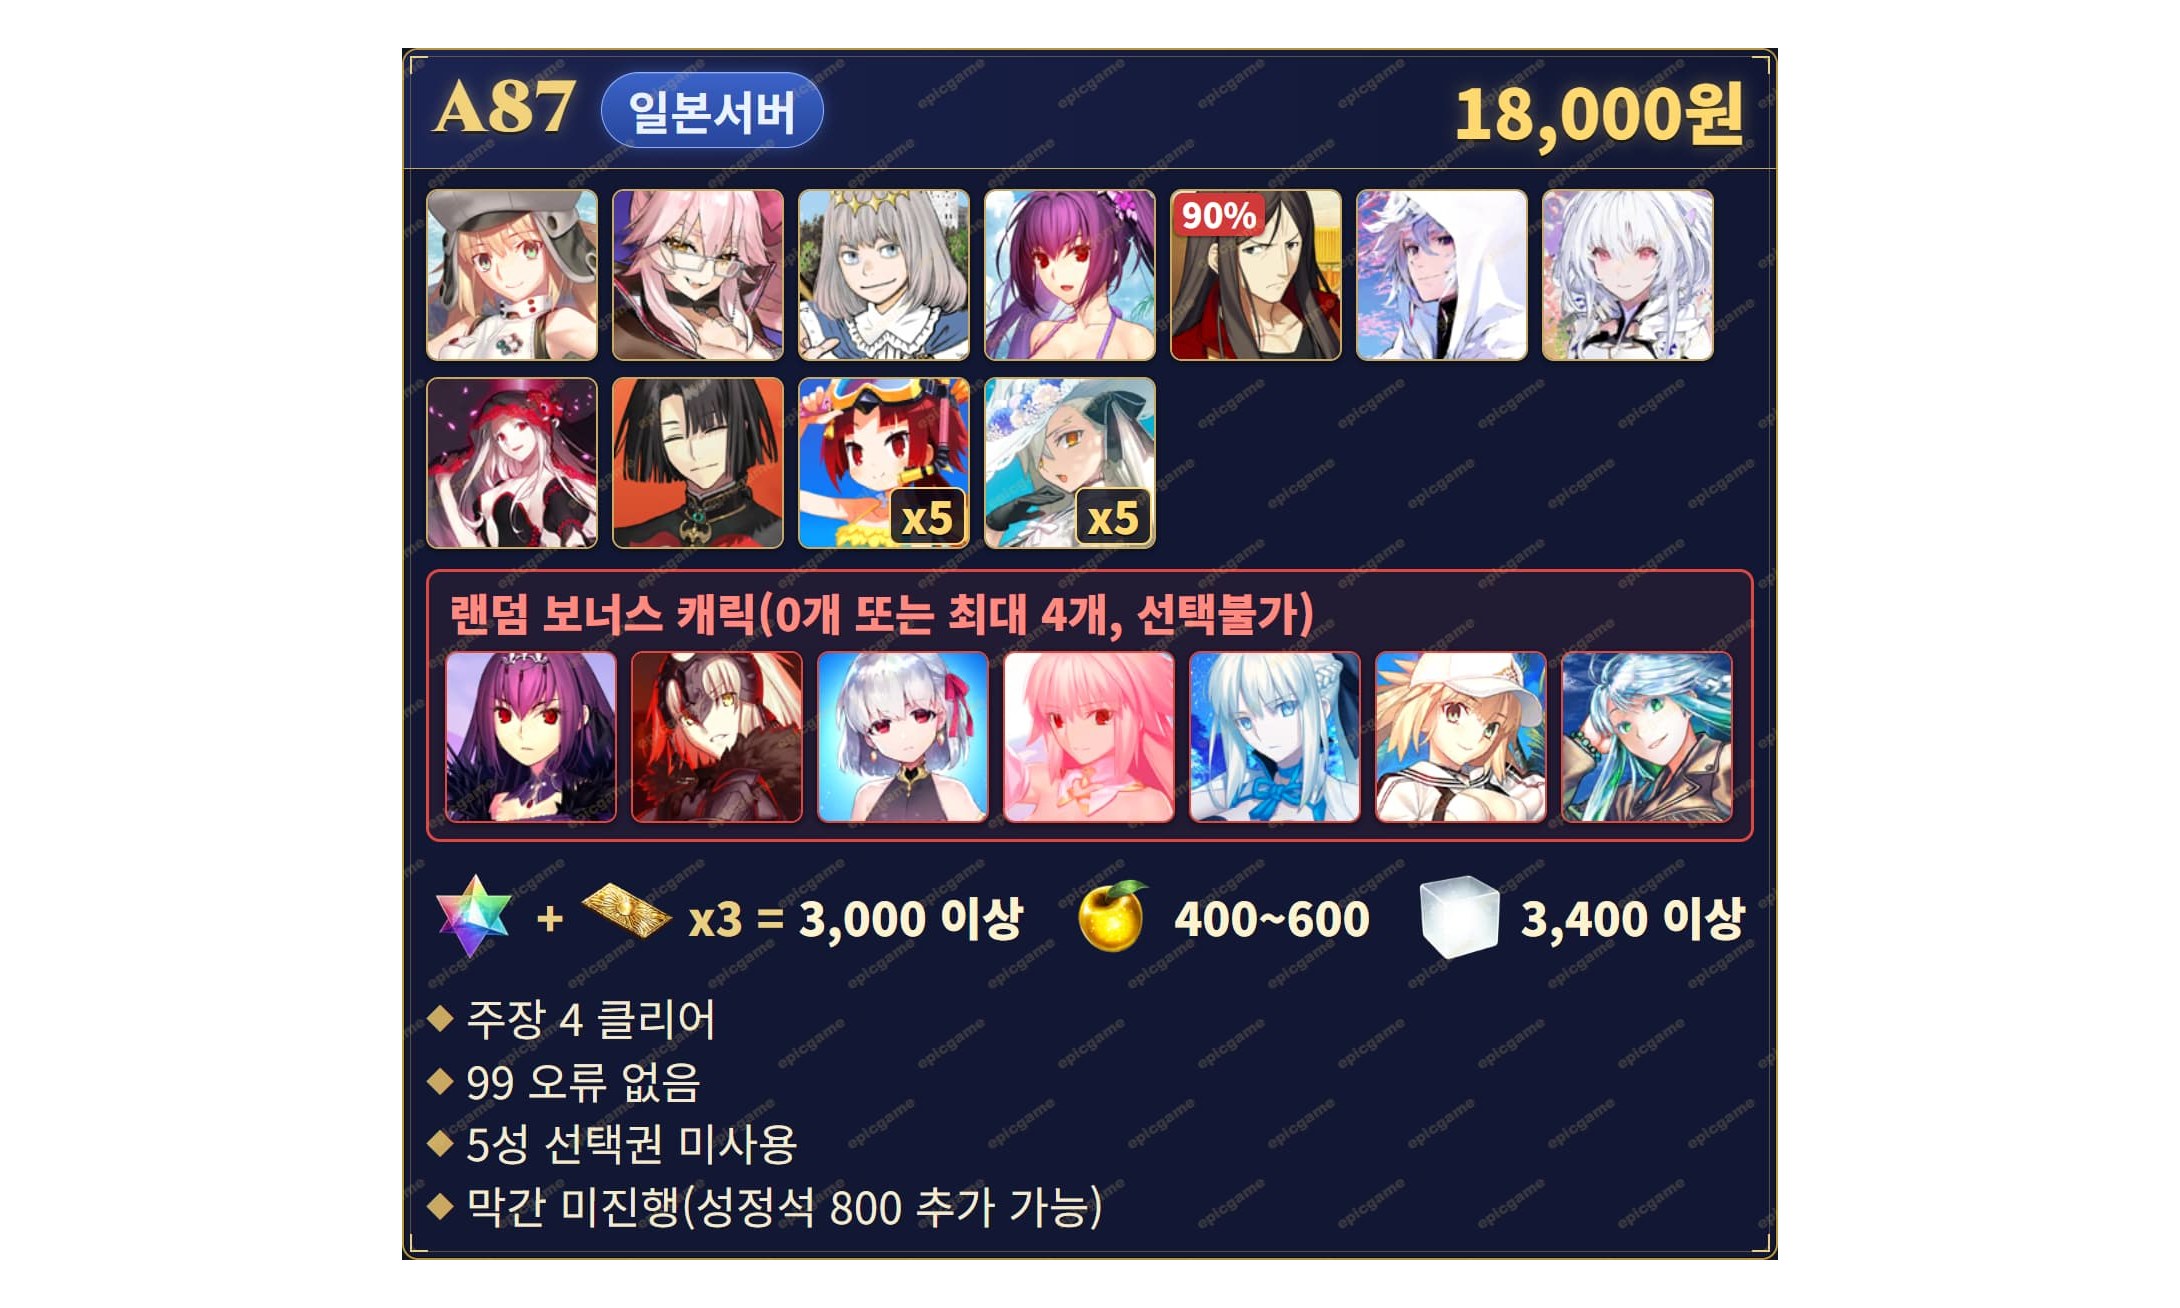 A87 일본서버 18,000원
90%
x5 x5
랜덤 보너스 캐릭(0개 또는 최대 4개, 선택불가)
+ x3 = 3,000 이상 400~600 3,400 이상
◆ 주장 4 클리어
◆ 99 오류 없음
◆ 5성 선택권 미사용
◆ 막간 미진행(성정석 800 추가 가능)
epicgame